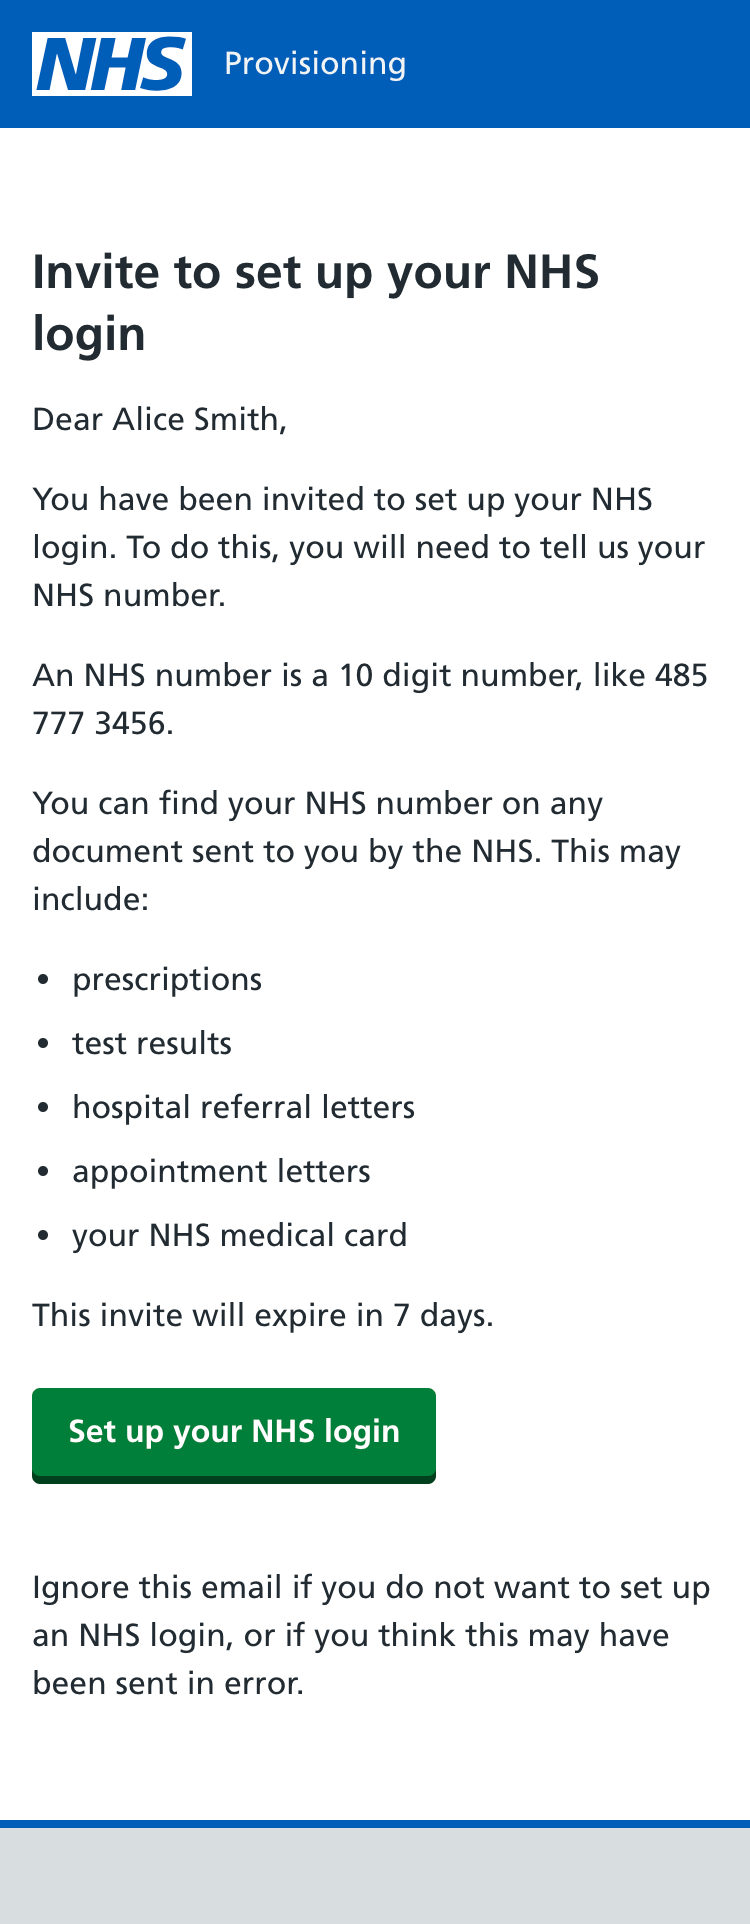 NHS Provisioning
Invite to set up your NHS
login
Dear Alice Smith,
You have been invited to set up your NHS
login. To do this, you will need to tell us your
NHS number.
An NHS number is a 10 digit number, like 485
777 3456.
You can find your NHS number on any
document sent to you by the NHS. This may
include:
• prescriptions
• test results
• hospital referral letters
• appointment letters
• your NHS medical card
This invite will expire in 7 days.
Set up your NHS login
Ignore this email if you do not want to set up
an NHS login, or if you think this may have
been sent in error.